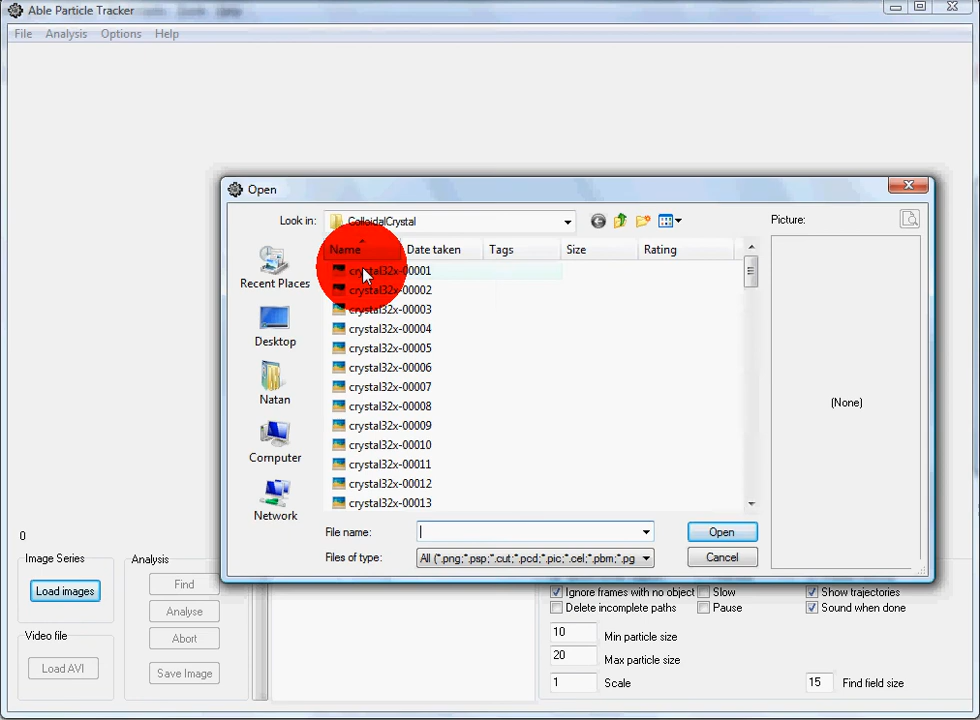 Able Particle Tracker
File Analysis Options Help
Open
Look in: ColloidalCrystal
Picture:
Name Date taken Tags Size Rating
crystal32x-00001
crystal32x-00002
crystal32x-00003
crystal32x-00004
crystal32x-00005
crystal32x-00006
crystal32x-00007
crystal32x-00008
crystal32x-00009
crystal32x-00010
crystal32x-00011
crystal32x-00012
crystal32x-00013
Recent Places
Desktop
Natan
Computer
Network
(None)
File name:
Open
Files of type: All (*.png;*.psp;*.cut;*.pcd;*.pic;*.cel;*.pbm;*.pg
Cancel
0
Image Series
Load images
Video file
Load AVI
Analysis
Find
Analyse
Abort
Save Image
Ignore frames with no object Slow Show trajectories
Delete incomplete paths Pause Sound when done
10 Min particle size
20 Max particle size
1 Scale 15 Find field size